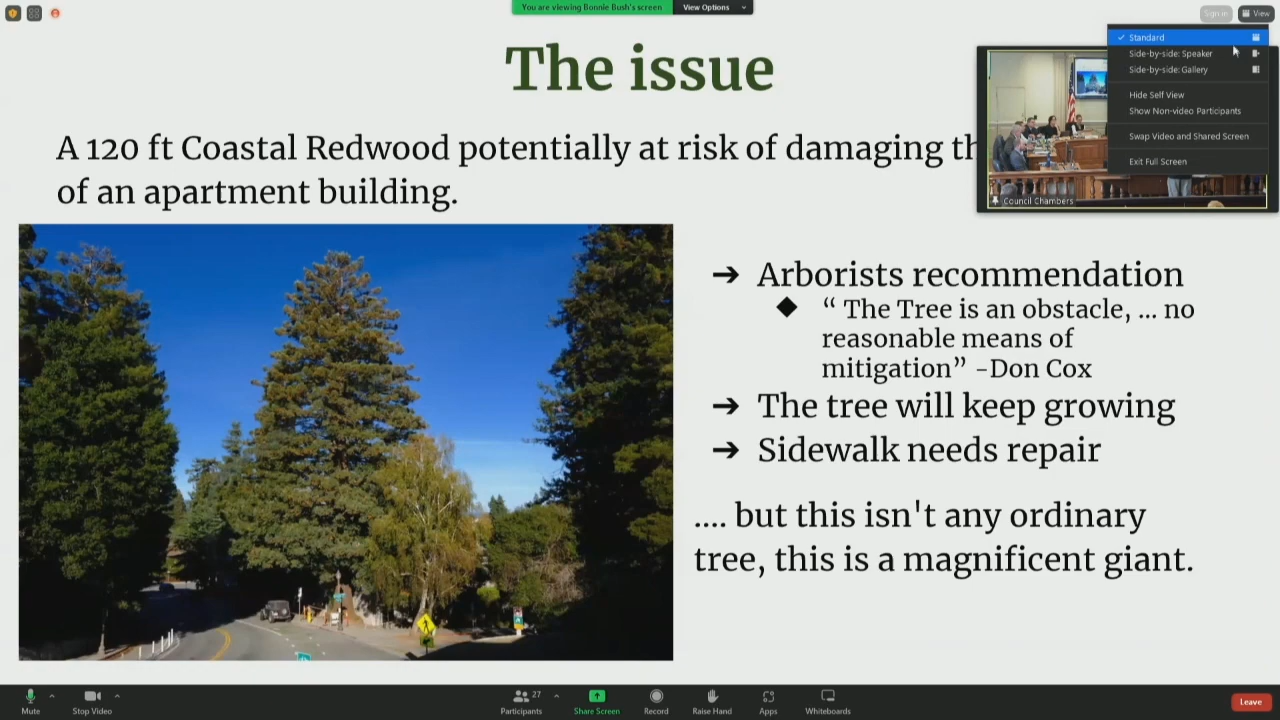 You are viewing Bonnie Bush's screen
View Options
Sign in
View
Standard
Side-by-side: Speaker
Side-by-side: Gallery
Hide Self View
Show Non-video Participants
Swap Video and Shared Screen
Exit Full Screen
Council Chambers
The issue
A 120 ft Coastal Redwood potentially at risk of damaging th
of an apartment building.
➔ Arborists recommendation
◆ “ The Tree is an obstacle, ... no
reasonable means of
mitigation” -Don Cox
➔ The tree will keep growing
➔ Sidewalk needs repair
.... but this isn't any ordinary
tree, this is a magnificent giant.
Mute
Stop Video
Participants
27
Share Screen
Record
Raise Hand
Apps
Whiteboards
Leave